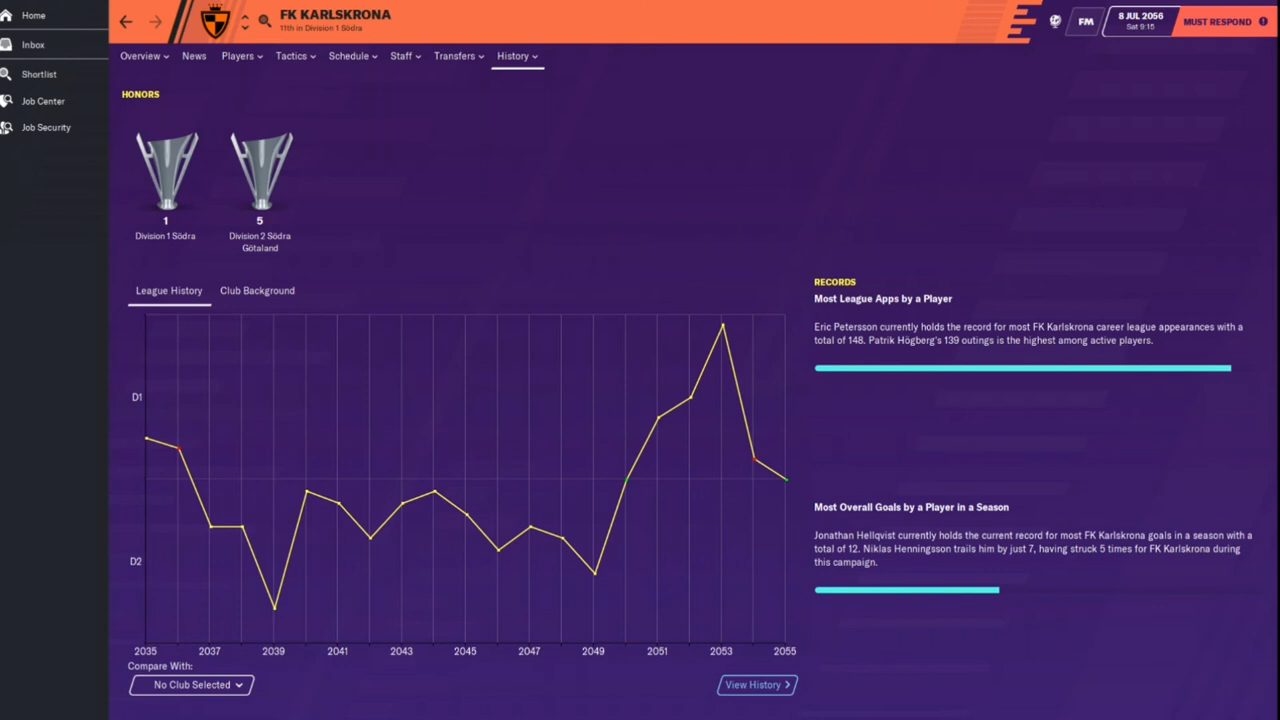 Home
Inbox
Shortlist
Job Center
Job Security
FK KARLSKRONA
11th in Division 1 Södra
FM
8 JUL 2056
Sat 9:15
MUST RESPOND
Overview
News
Players
Tactics
Schedule
Staff
Transfers
History
HONORS
1
Division 1 Södra
5
Division 2 Södra
Götaland
League History
Club Background
D1
D2
2035 2037 2039 2041 2043 2045 2047 2049 2051 2053 2055
Compare With:
No Club Selected
View History
RECORDS
Most League Apps by a Player
Eric Petersson currently holds the record for most FK Karlskrona career league appearances with a
total of 148. Patrik Högberg's 139 outings is the highest among active players.
Most Overall Goals by a Player in a Season
Jonathan Hellqvist currently holds the current record for most FK Karlskrona goals in a season with a
total of 12. Niklas Henningsson trails him by just 7, having struck 5 times for FK Karlskrona during
this campaign.